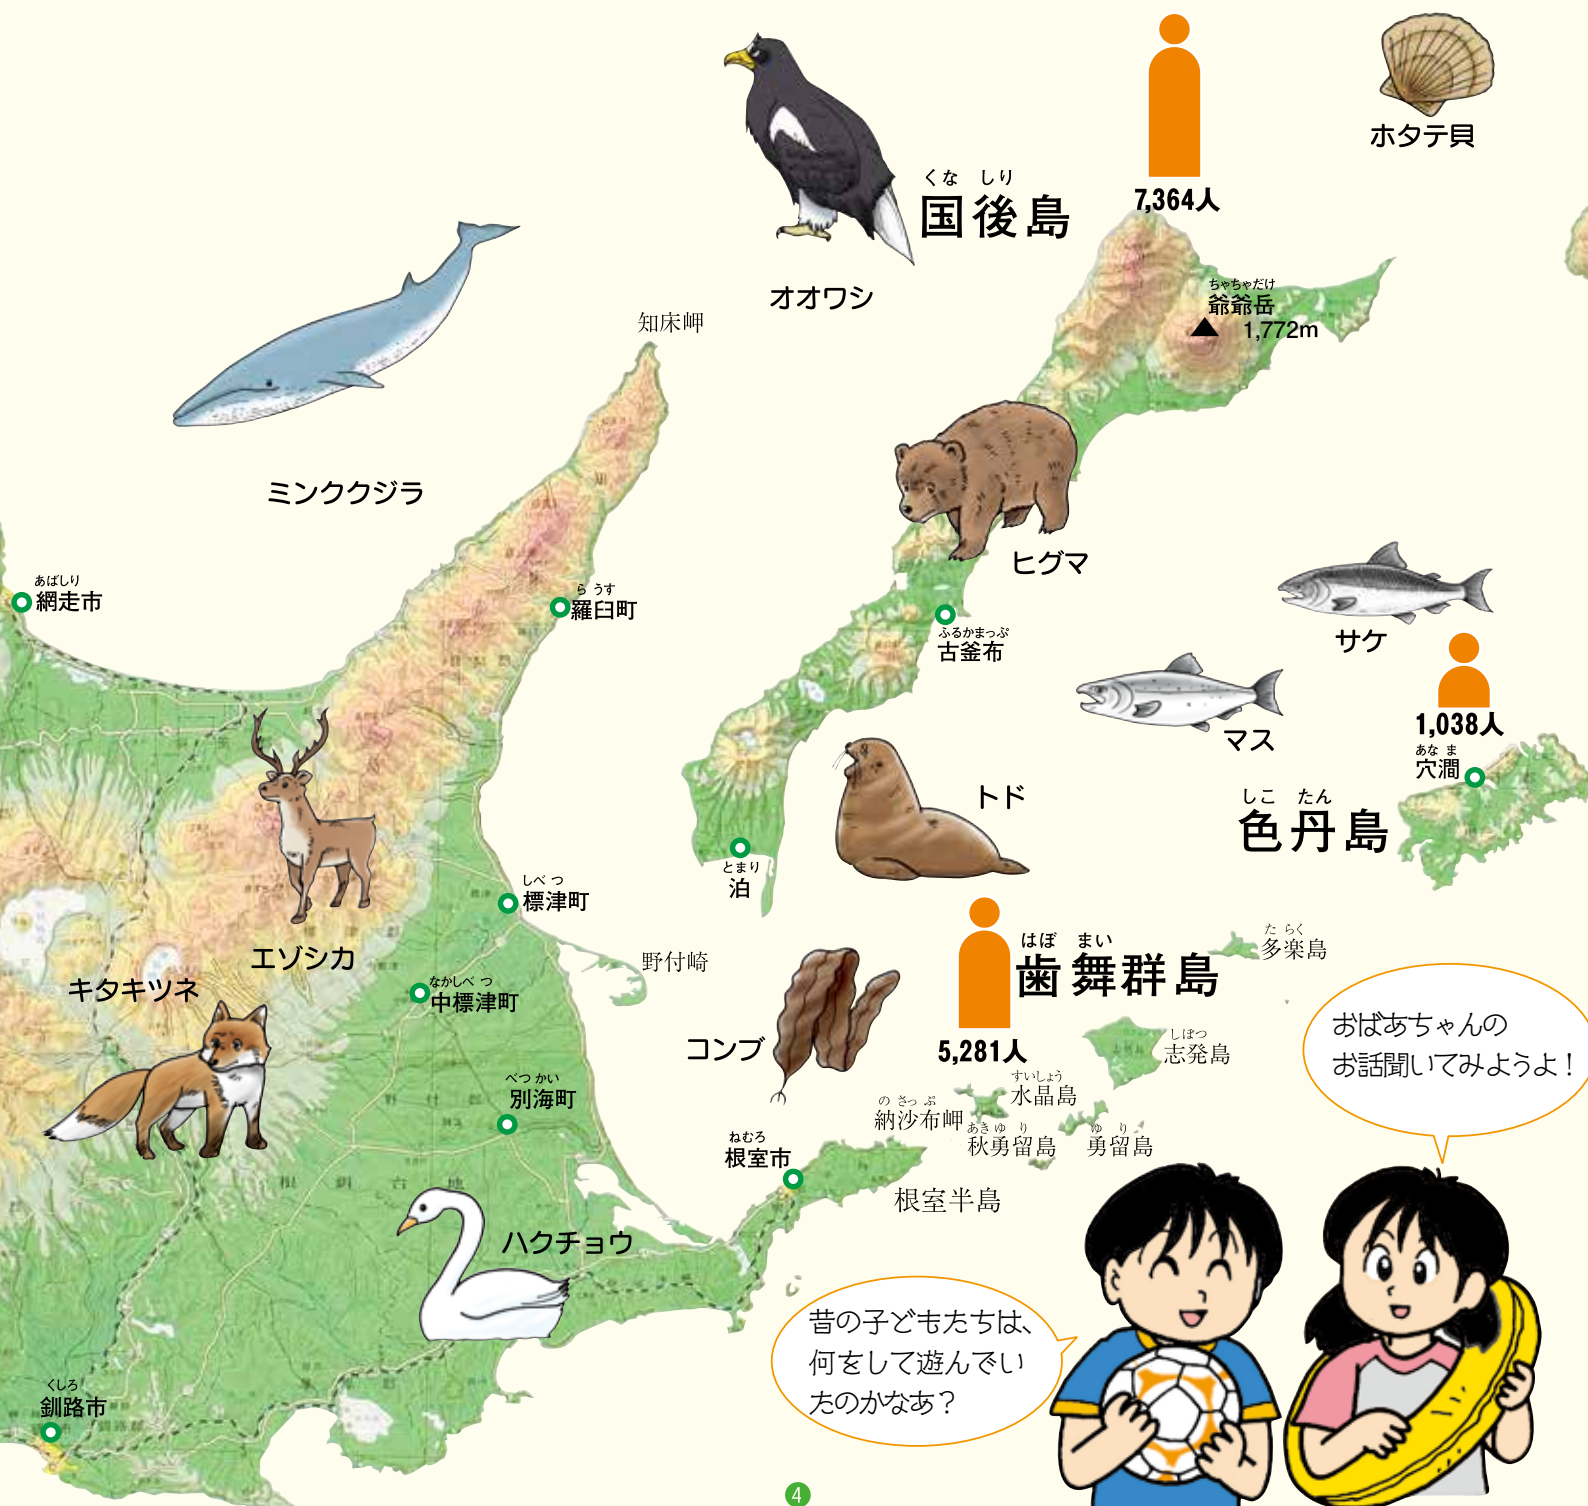 くなしり
国後島
7,364人
ホタテ貝
オオワシ
ちゃちゃだけ
爺爺岳
1,772m
知床岬
ミンククジラ
ヒグマ
あばしり
網走市
らうす
羅臼町
ふるかまっぷ
古釜布
サケ
マス
1,038人
あなま
穴澗
しこたん
色丹島
トド
とまり
泊
しべつ
標津町
野付崎
エゾシカ
キタキツネ
なかしべつ
中標津町
はぼまい
歯舞群島
5,281人
たらく
多楽島
コンブ
しぼつ
志発島
すいしょう
水晶島
のさっぷ
納沙布岬
あきゆり
秋勇留島
ゆり
勇留島
べつかい
別海町
ねむろ
根室市
根室半島
根釧台地
ハクチョウ
くしろ
釧路市
おばあちゃんの
お話聞いてみようよ!
昔の子どもたちは、
何をして遊んでい
たのかなあ?
4